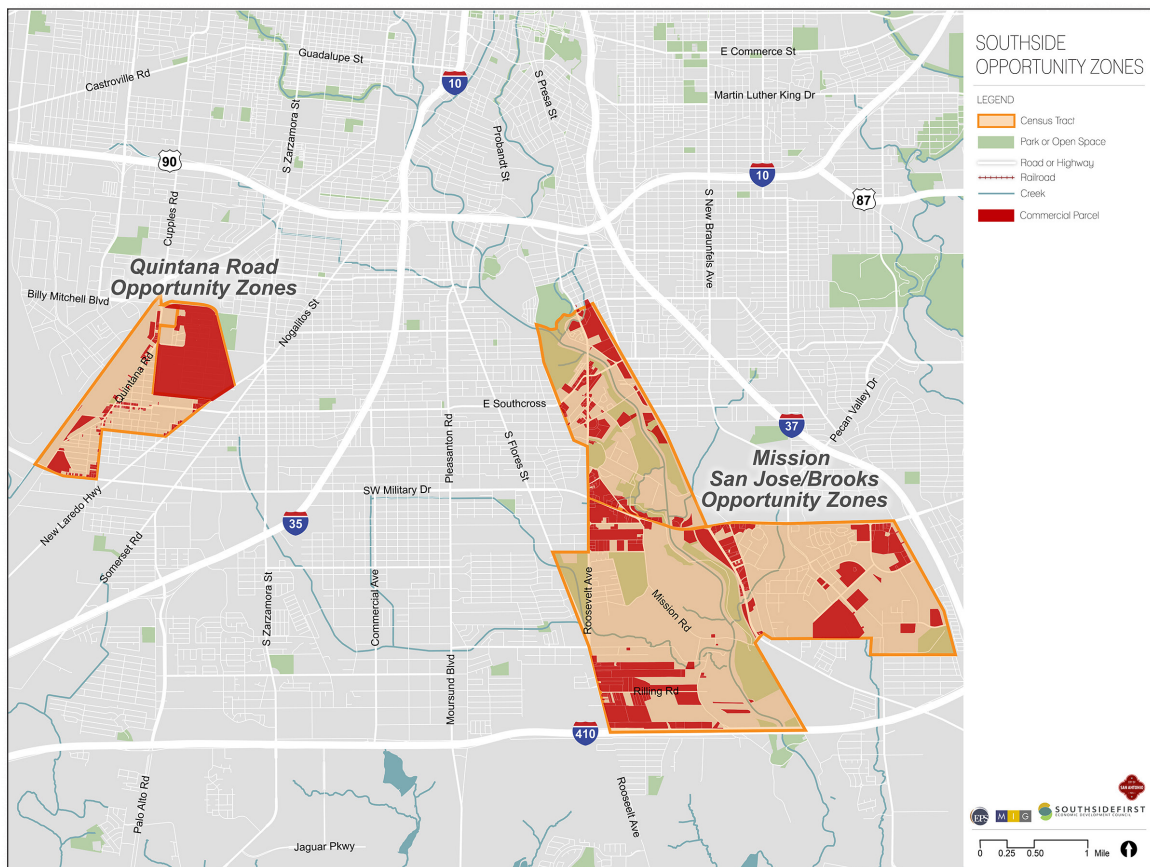 SOUTHSIDE
OPPORTUNITY ZONES
LEGEND
Census Tract
Park or Open Space
Road or Highway
Railroad
Creek
Commercial Parcel
E Commerce St
Guadalupe St
Castroville Rd
10
S Presa St
Martin Luther King Dr
S Zarzamora St
Probandt St
90
10
87
Cupples Rd
S New Braunfels Ave
Quintana Road
Opportunity Zones
Billy Mitchell Blvd
Nogalitos St
Quintana Rd
E Southcross
Pecan Valley Dr
37
Pleasanton Rd
S Flores St
Mission
San Jose/Brooks
Opportunity Zones
SW Military Dr
New Laredo Hwy
35
Somerset Rd
S Zarzamora St
Commercial Ave
Roosevelt Ave
Mission Rd
Moursund Blvd
Rilling Rd
410
Palo Alto Rd
Rooseelt Ave
Jaguar Pkwy
SAN ANTONIO
EPS
M I G
SOUTHSIDEFIRST
ECONOMIC DEVELOPMENT COUNCIL
0 0.25 0.50 1 Mile